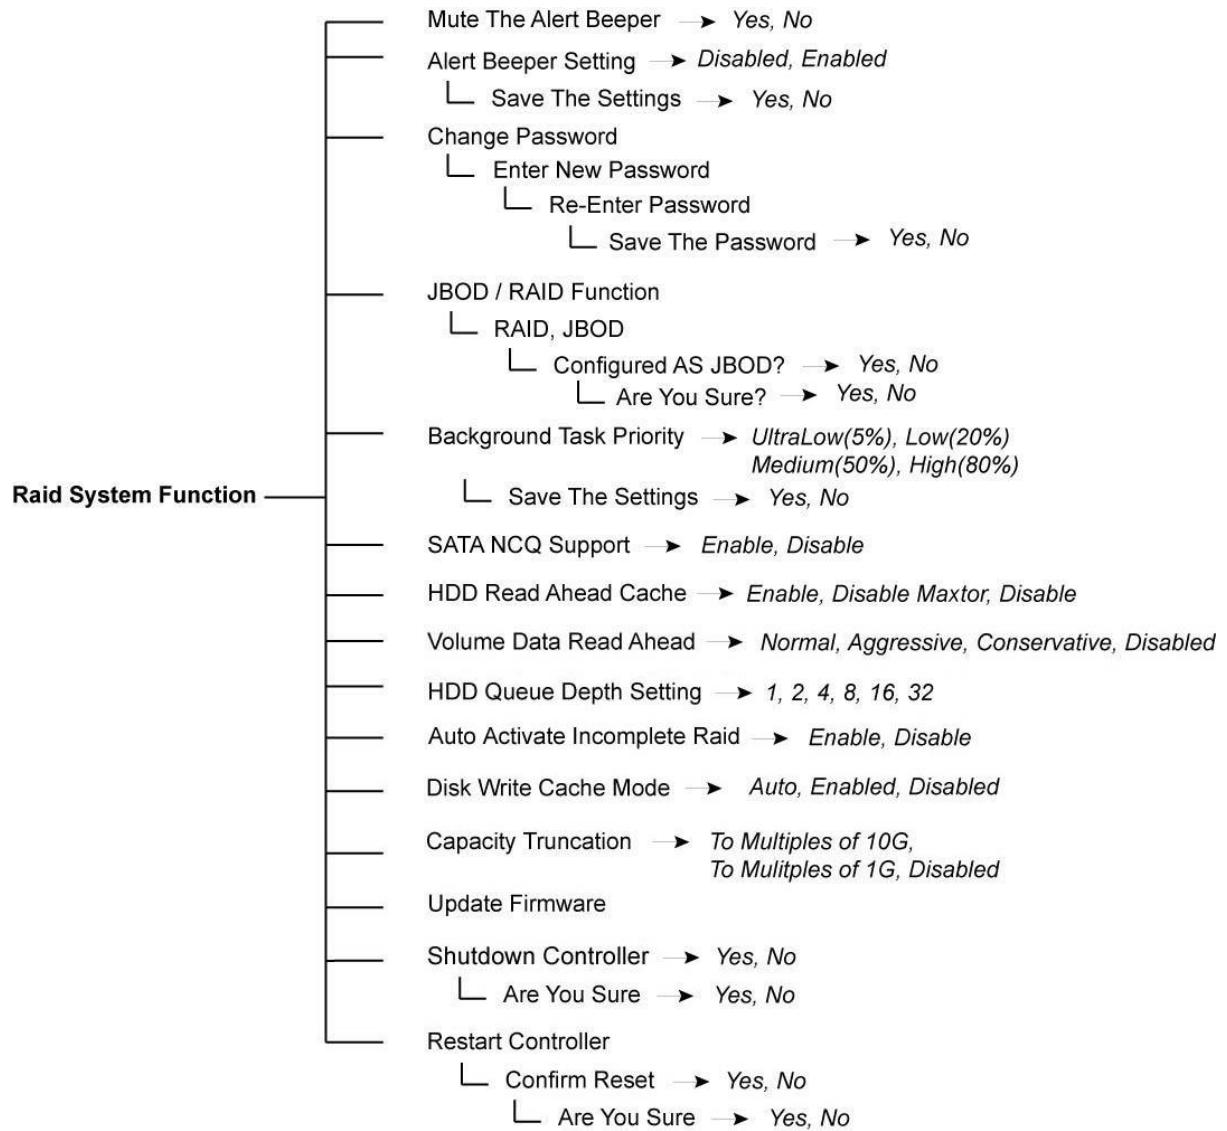 Mute The Alert Beeper Yes, No
Alert Beeper Setting Disabled, Enabled
Save The Settings Yes, No
Change Password
Enter New Password
Re-Enter Password
Save The Password Yes, No
JBOD / RAID Function
RAID, JBOD
Configured AS JBOD? Yes, No
Are You Sure? Yes, No
Background Task Priority UltraLow(5%), Low(20%)
Medium(50%), High(80%)
Raid System Function
Save The Settings Yes, No
SATA NCQ Support Enable, Disable
HDD Read Ahead Cache Enable, Disable Maxtor, Disable
Volume Data Read Ahead Normal, Aggressive, Conservative, Disabled
HDD Queue Depth Setting 1, 2, 4, 8, 16, 32
Auto Activate Incomplete Raid Enable, Disable
Disk Write Cache Mode Auto, Enabled, Disabled
Capacity Truncation To Multiples of 10G,
To Mulitples of 1G, Disabled
Update Firmware
Shutdown Controller Yes, No
Are You Sure Yes, No
Restart Controller
Confirm Reset Yes, No
Are You Sure Yes, No